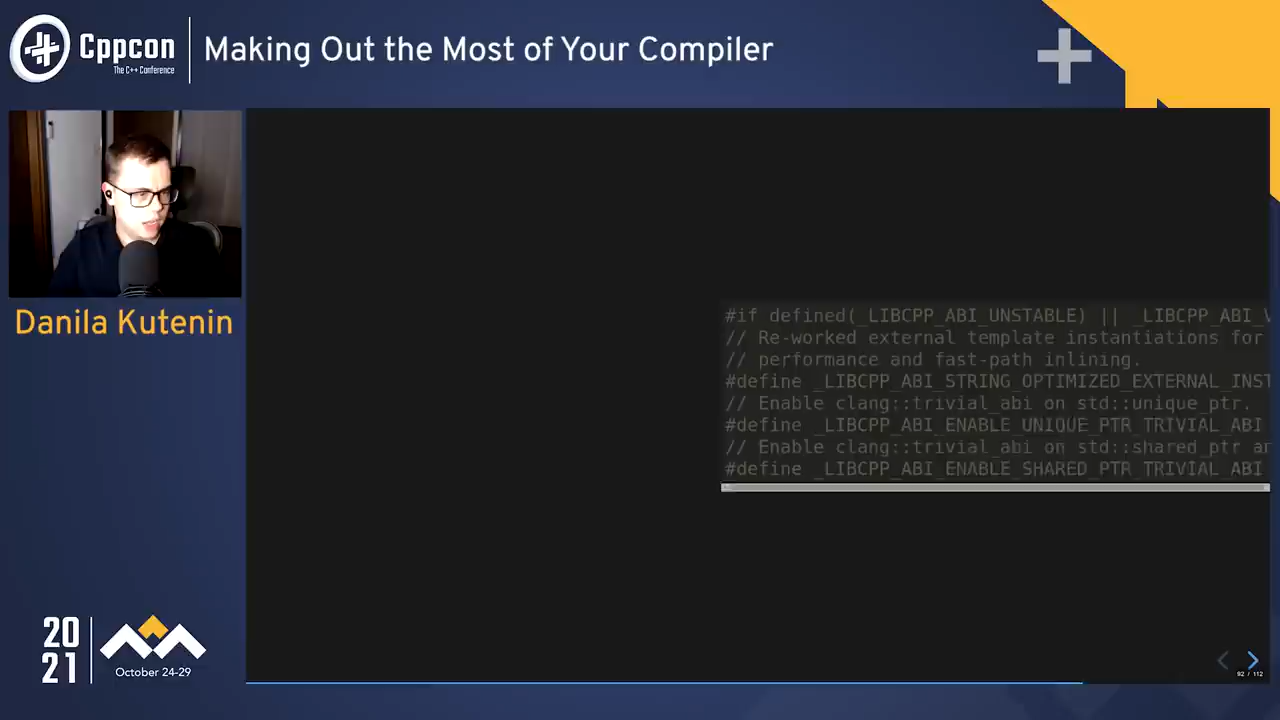 Cppcon
The C++ Conference
Making Out the Most of Your Compiler
Danila Kutenin
#if defined(_LIBCPP_ABI_UNSTABLE) || _LIBCPP_ABI_V
// Re-worked external template instantiations for
// performance and fast-path inlining.
#define _LIBCPP_ABI_STRING_OPTIMIZED_EXTERNAL_INST
// Enable clang::trivial_abi on std::unique_ptr.
#define _LIBCPP_ABI_ENABLE_UNIQUE_PTR_TRIVIAL_ABI
// Enable clang::trivial_abi on std::shared_ptr an
#define _LIBCPP_ABI_ENABLE_SHARED_PTR_TRIVIAL_ABI
20
21
October 24-29
92 / 112